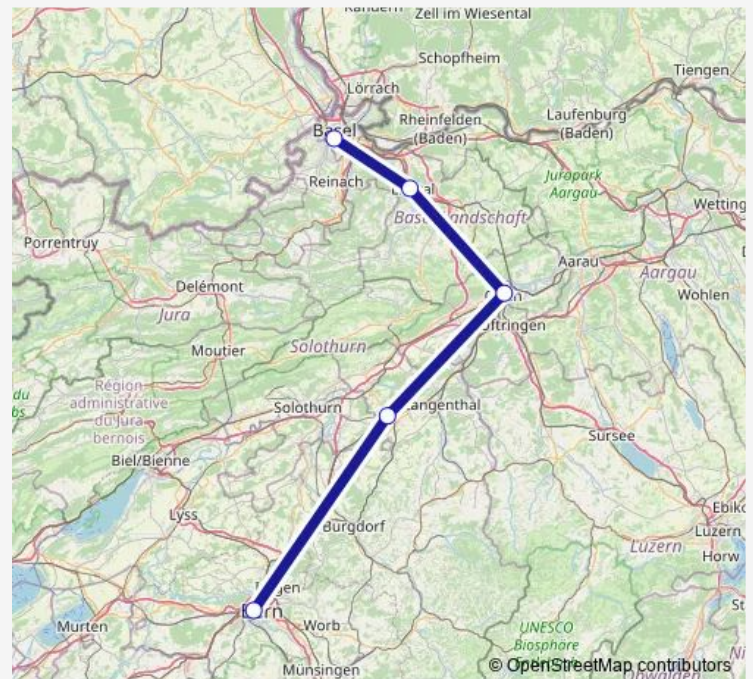 Kandern
Zell im Wiesental
Schopfheim
Tiengen
Lörrach
Rheinfelden
(Baden)
Laufenburg
(Baden)
Basel
Reinach
Jurapark
Aargau
Wetting
Porrentruy
Aarau
Aargau
Delémont
Wohlen
Jura
Oftringen
Moutier
Solothurn
du
Région
administrative
du Jura
bernois
Solothurn
Langenthal
Sursee
Biel/Bienne
Lyss
Ebiko
Burgdorf
Luzern
Luzern
Horw
Bern
Murten
Worb
UNESCO
Biosphäre
Münsingen
Obwalden
© OpenStreetMap contributors